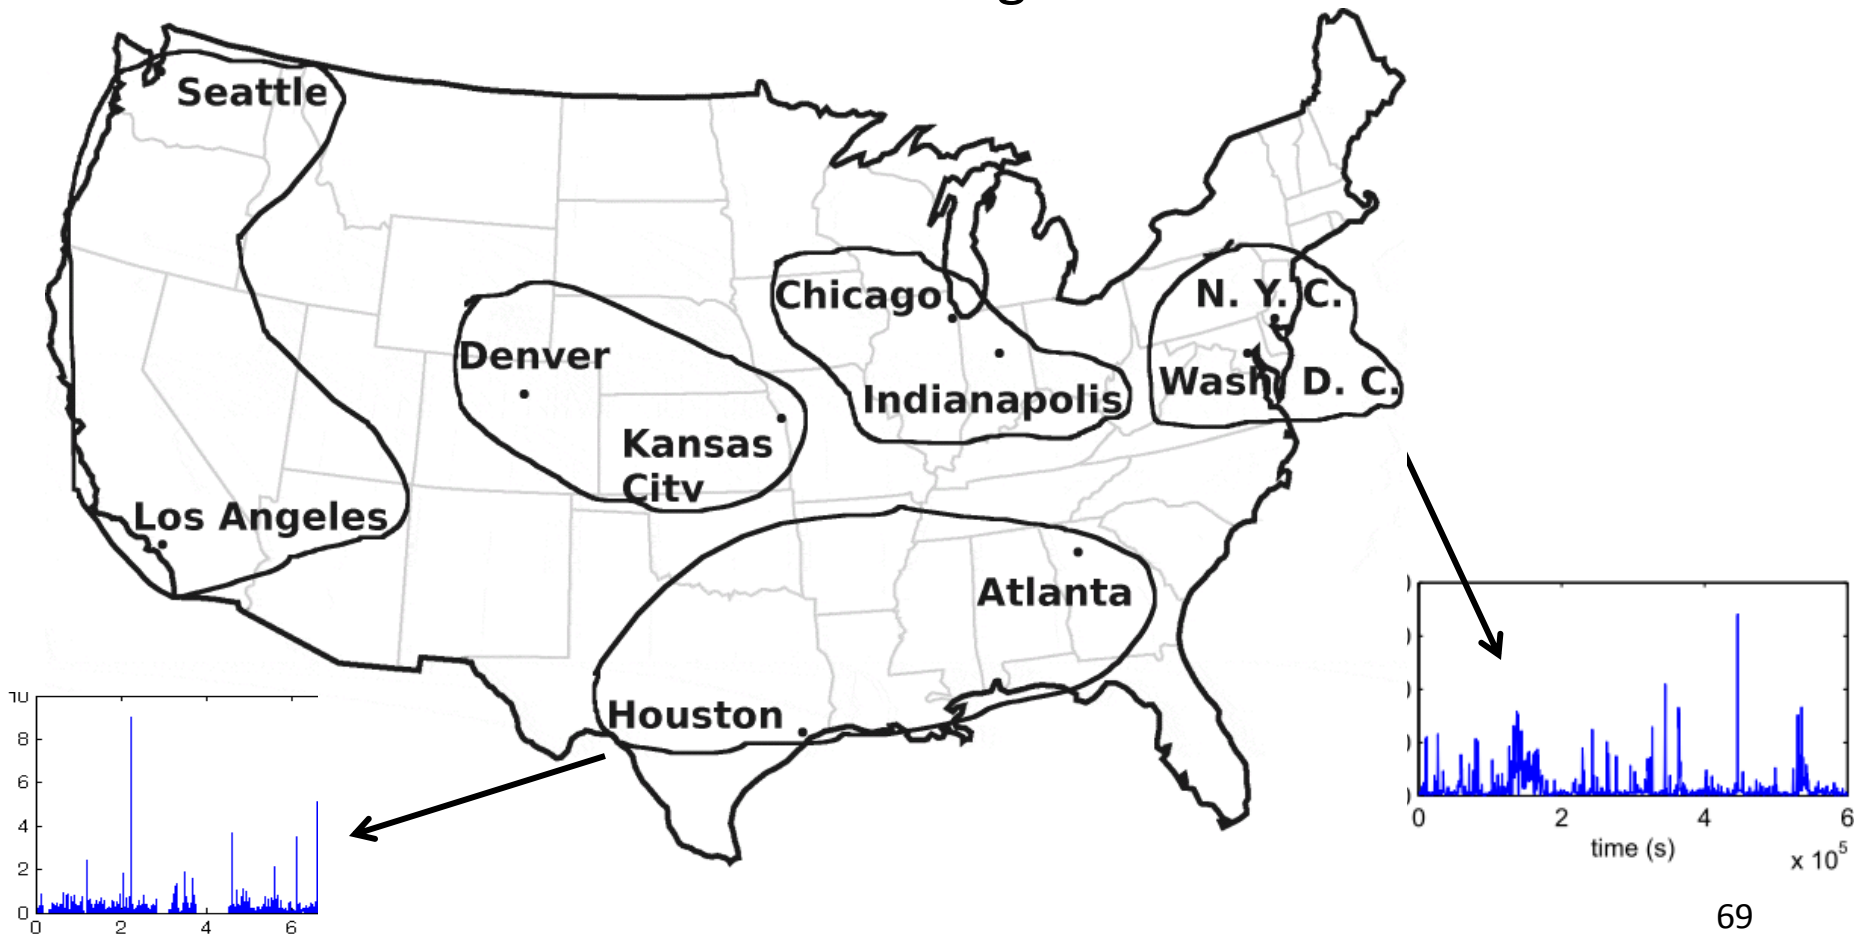 Seattle
Chicago
N. Y. C.
Denver
Wash. D. C.
Indianapolis
Kansas
City
Los Angeles
Atlanta
Houston
10
8
6
4
2
0
0 2 4 6
0 2 4 6
time (s)
x 10^5
69